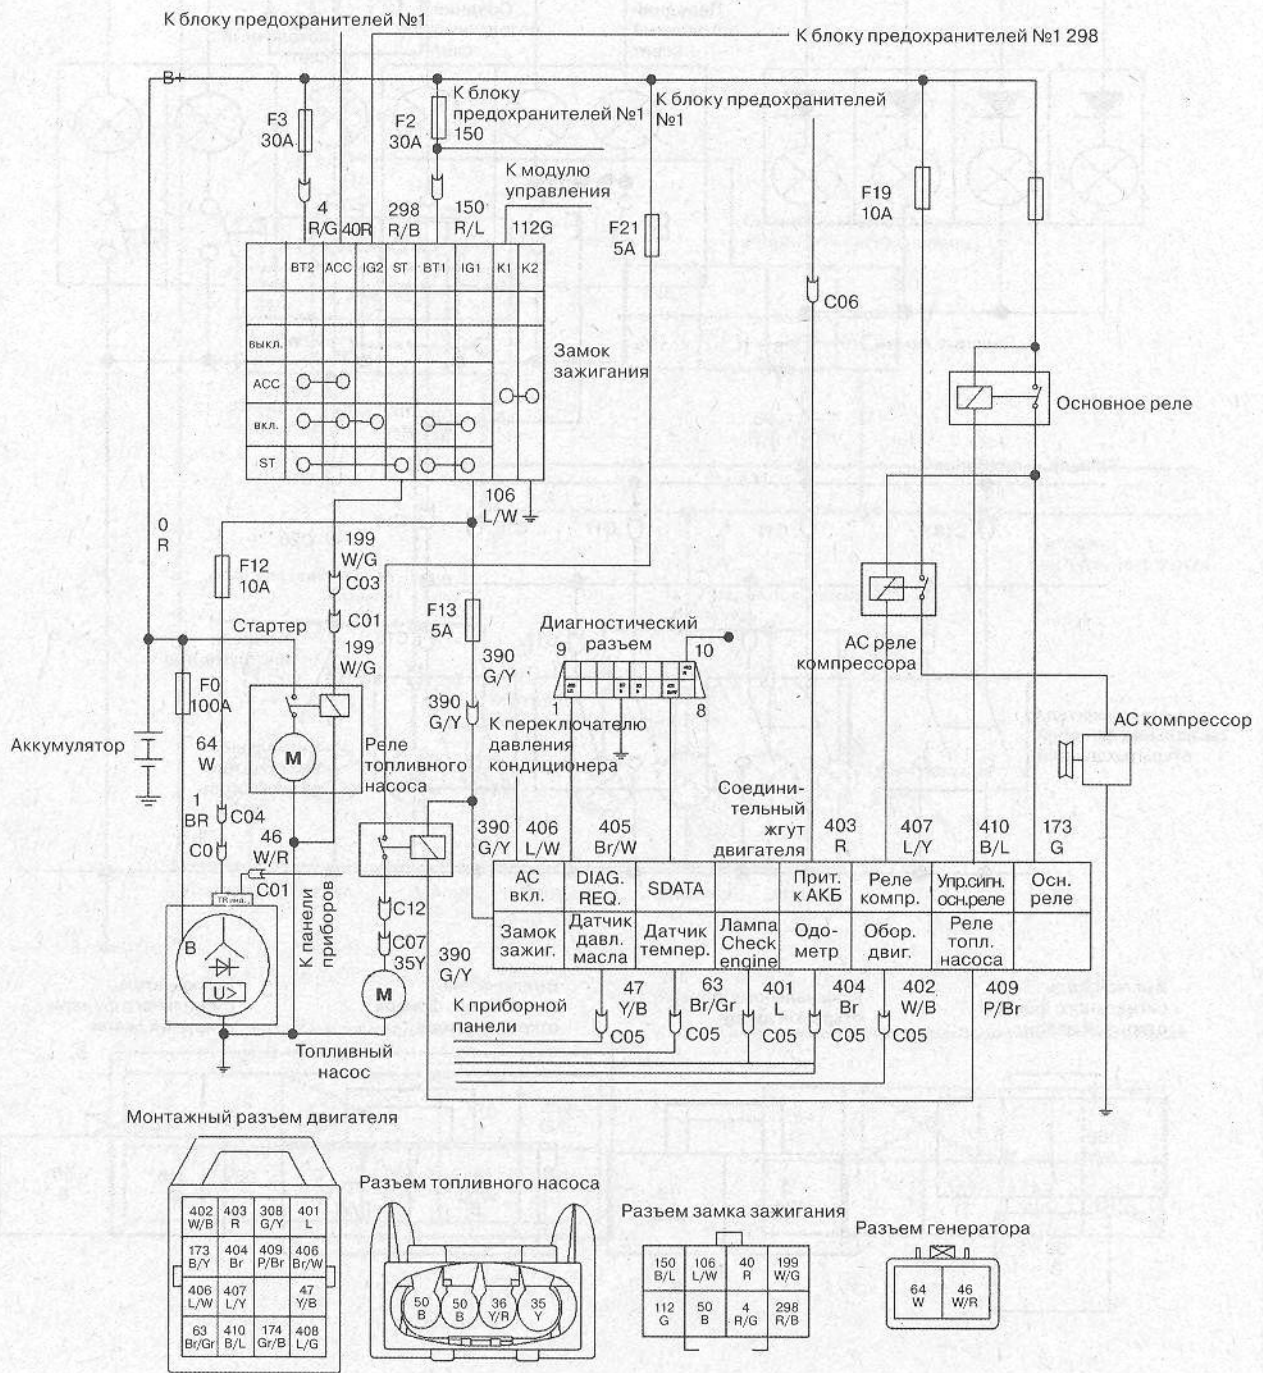 К блоку предохранителей №1
К блоку предохранителей №1 298
B+
F3
30A
F2
30A
К блоку
предохранителей №1
150
К блоку предохранителей
№1
К модулю
управления
F19
10A
4
R/G
40R
298
R/B
150
R/L
112G
F21
5A
BT2
ACC
IG2
ST
BT1
IG1
K1
K2
C06
выкл.
Замок
зажигания
ACC
вкл.
ST
Основное реле
106
L/W
0
R
199
W/G
F12
10A
C03
C01
199
W/G
F13
5A
Стартер
Диагностический
разъем
9
10
1
8
AC реле
компрессора
390
G/Y
390
G/Y
F0
100A
AC компрессор
К переключателю
давления
кондиционера
Аккумулятор
64
W
M
Реле
топливного
насоса
Соедини-
тельный
жгут
двигателя
1
BR
C04
C0
46
W/R
C01
390
G/Y
406
L/W
405
Br/W
403
R
407
L/Y
410
B/L
173
G
AC
вкл.
DIAG.
REQ.
SDATA
Прит.
к АКБ
Реле
компр.
Упр.сигн.
осн.реле
Осн.
реле
Замок
зажиг.
Датчик
давл.
масла
Датчик
темпер.
Лампа
Check
engine
Одо-
метр
Обор.
двиг.
Реле
топл.
насоса
К панели
приборов
C12
C07
35Y
390
G/Y
B
U>
M
47
Y/B
63
Br/Gr
401
L
404
Br
402
W/B
409
P/Br
К приборной
панели
C05
C05
C05
C05
C05
Топливный
насос
Монтажный разъем двигателя
402
W/B
403
R
308
G/Y
401
L
173
B/Y
404
Br
409
P/Br
406
Br/W
406
L/W
407
L/Y
47
Y/B
63
Br/Gr
410
B/L
174
Gr/B
408
L/G
Разъем топливного насоса
50
B
50
B
36
Y/R
35
Y
Разъем замка зажигания
150
B/L
106
L/W
40
R
199
W/G
112
G
50
B
4
R/G
298
R/B
Разъем генератора
64
W
46
W/R